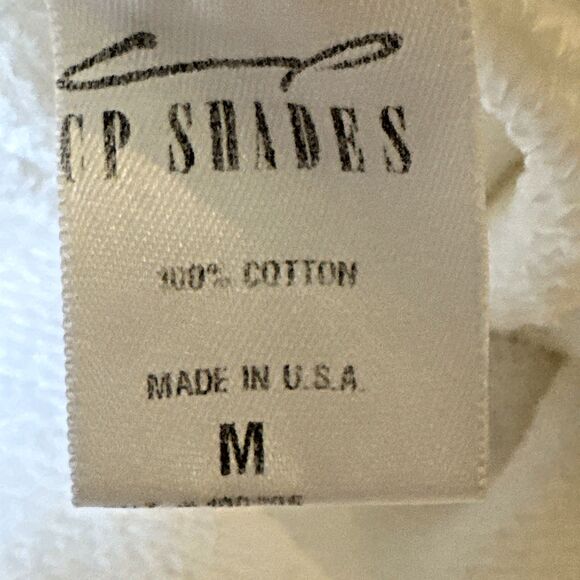 CP SHADES
100% COTTON
MADE IN U.S.A.
M